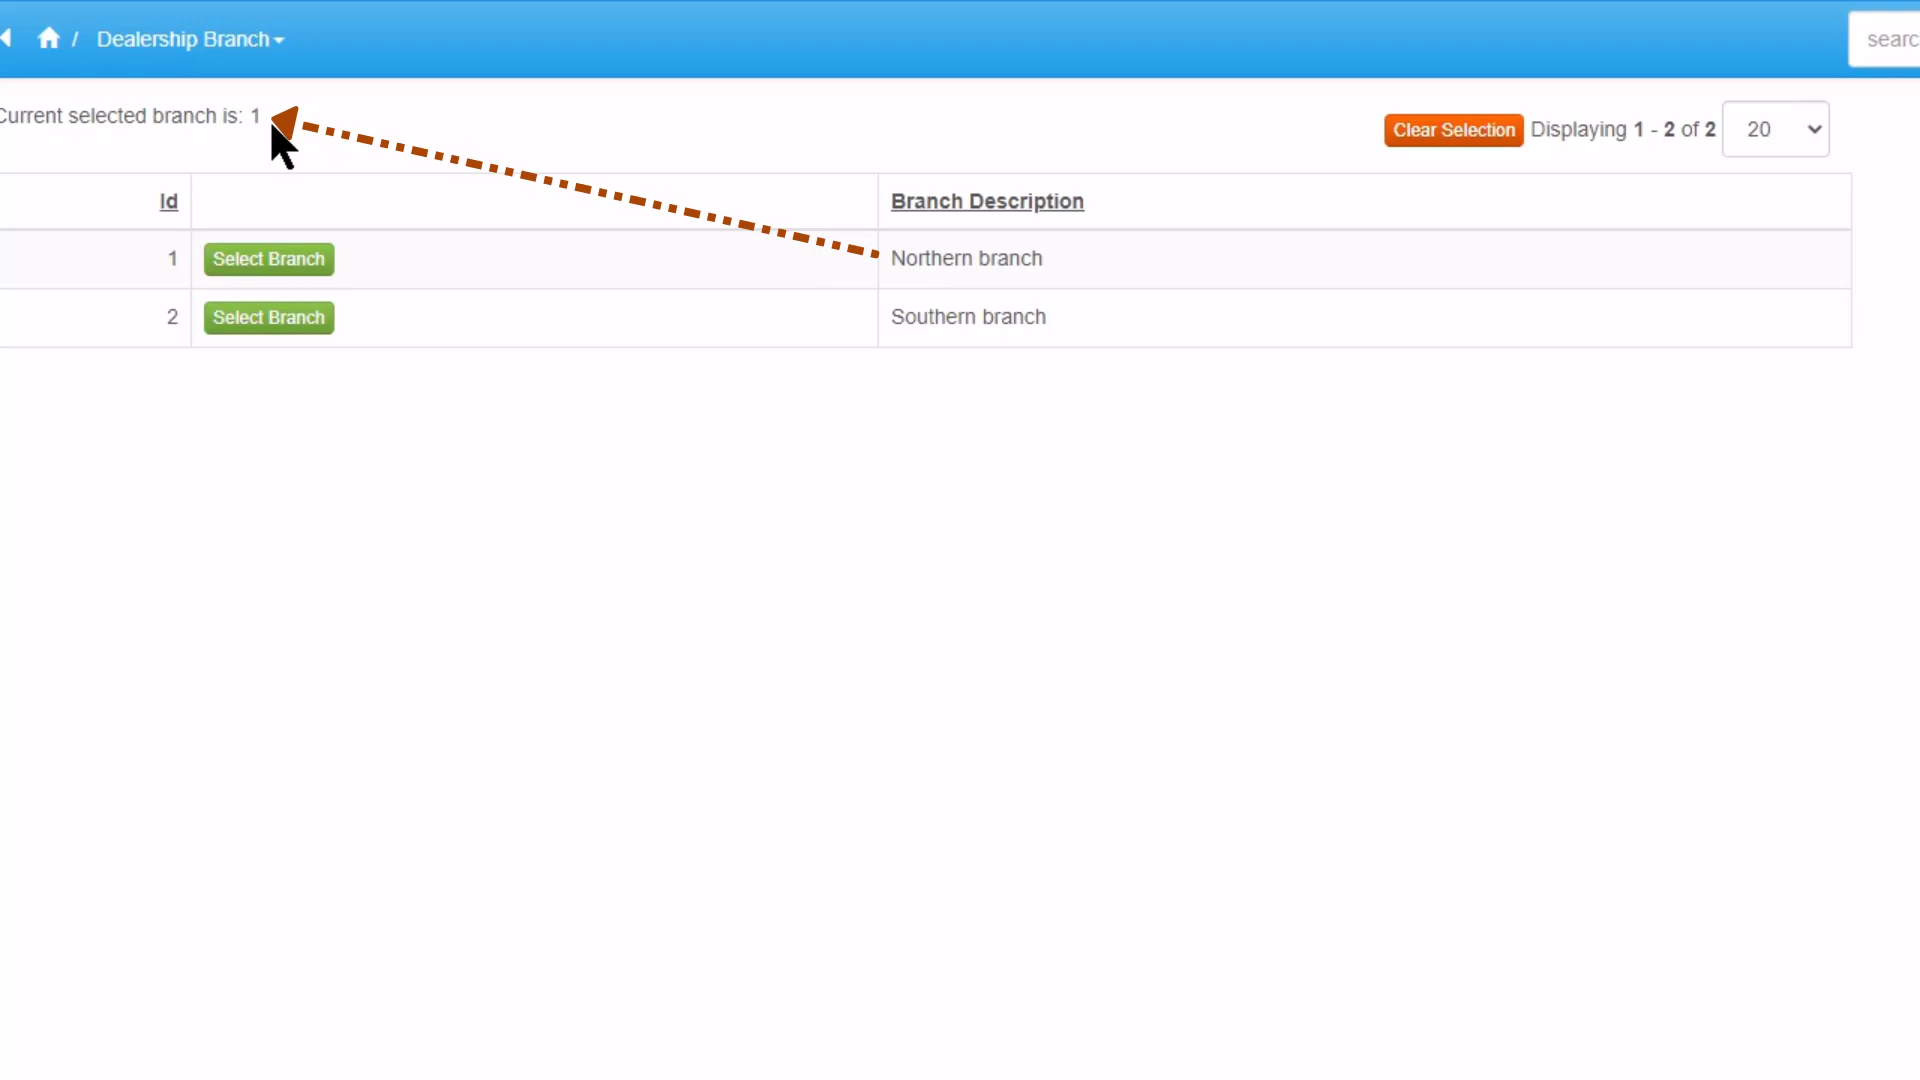 / Dealership Branch
searc
Current selected branch is: 1
Clear Selection Displaying 1 - 2 of 2 20
Id Branch Description
1 Select Branch Northern branch
2 Select Branch Southern branch